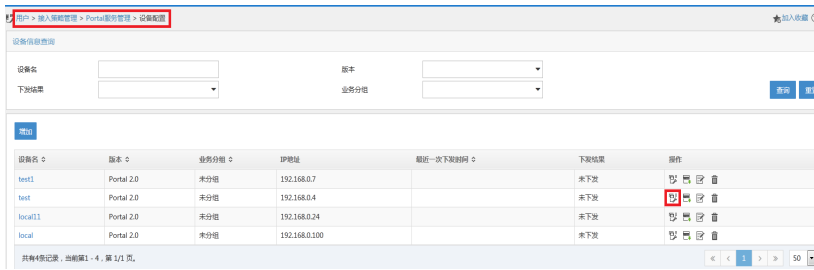 用户 > 接入策略管理 > Portal服务管理 > 设备配置 加入收藏
设备信息查询
设备名 版本
下发结果 业务分组 查询 重置
增加
设备名 版本 业务分组 IP地址 最近一次下发时间 下发结果 操作
test1 Portal 2.0 未分组 192.168.0.7 未下发
test Portal 2.0 未分组 192.168.0.4 未下发
local11 Portal 2.0 未分组 192.168.0.24 未下发
local Portal 2.0 未分组 192.168.0.100 未下发
共有4条记录，当前第1 - 4，第 1/1 页。 « < 1 > » 50